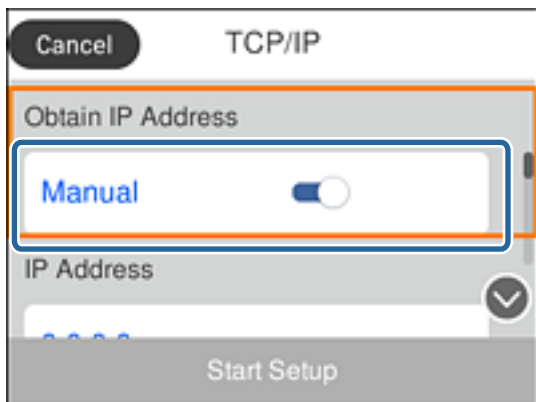 Cancel
TCP/IP
Obtain IP Address
Manual
IP Address
Start Setup